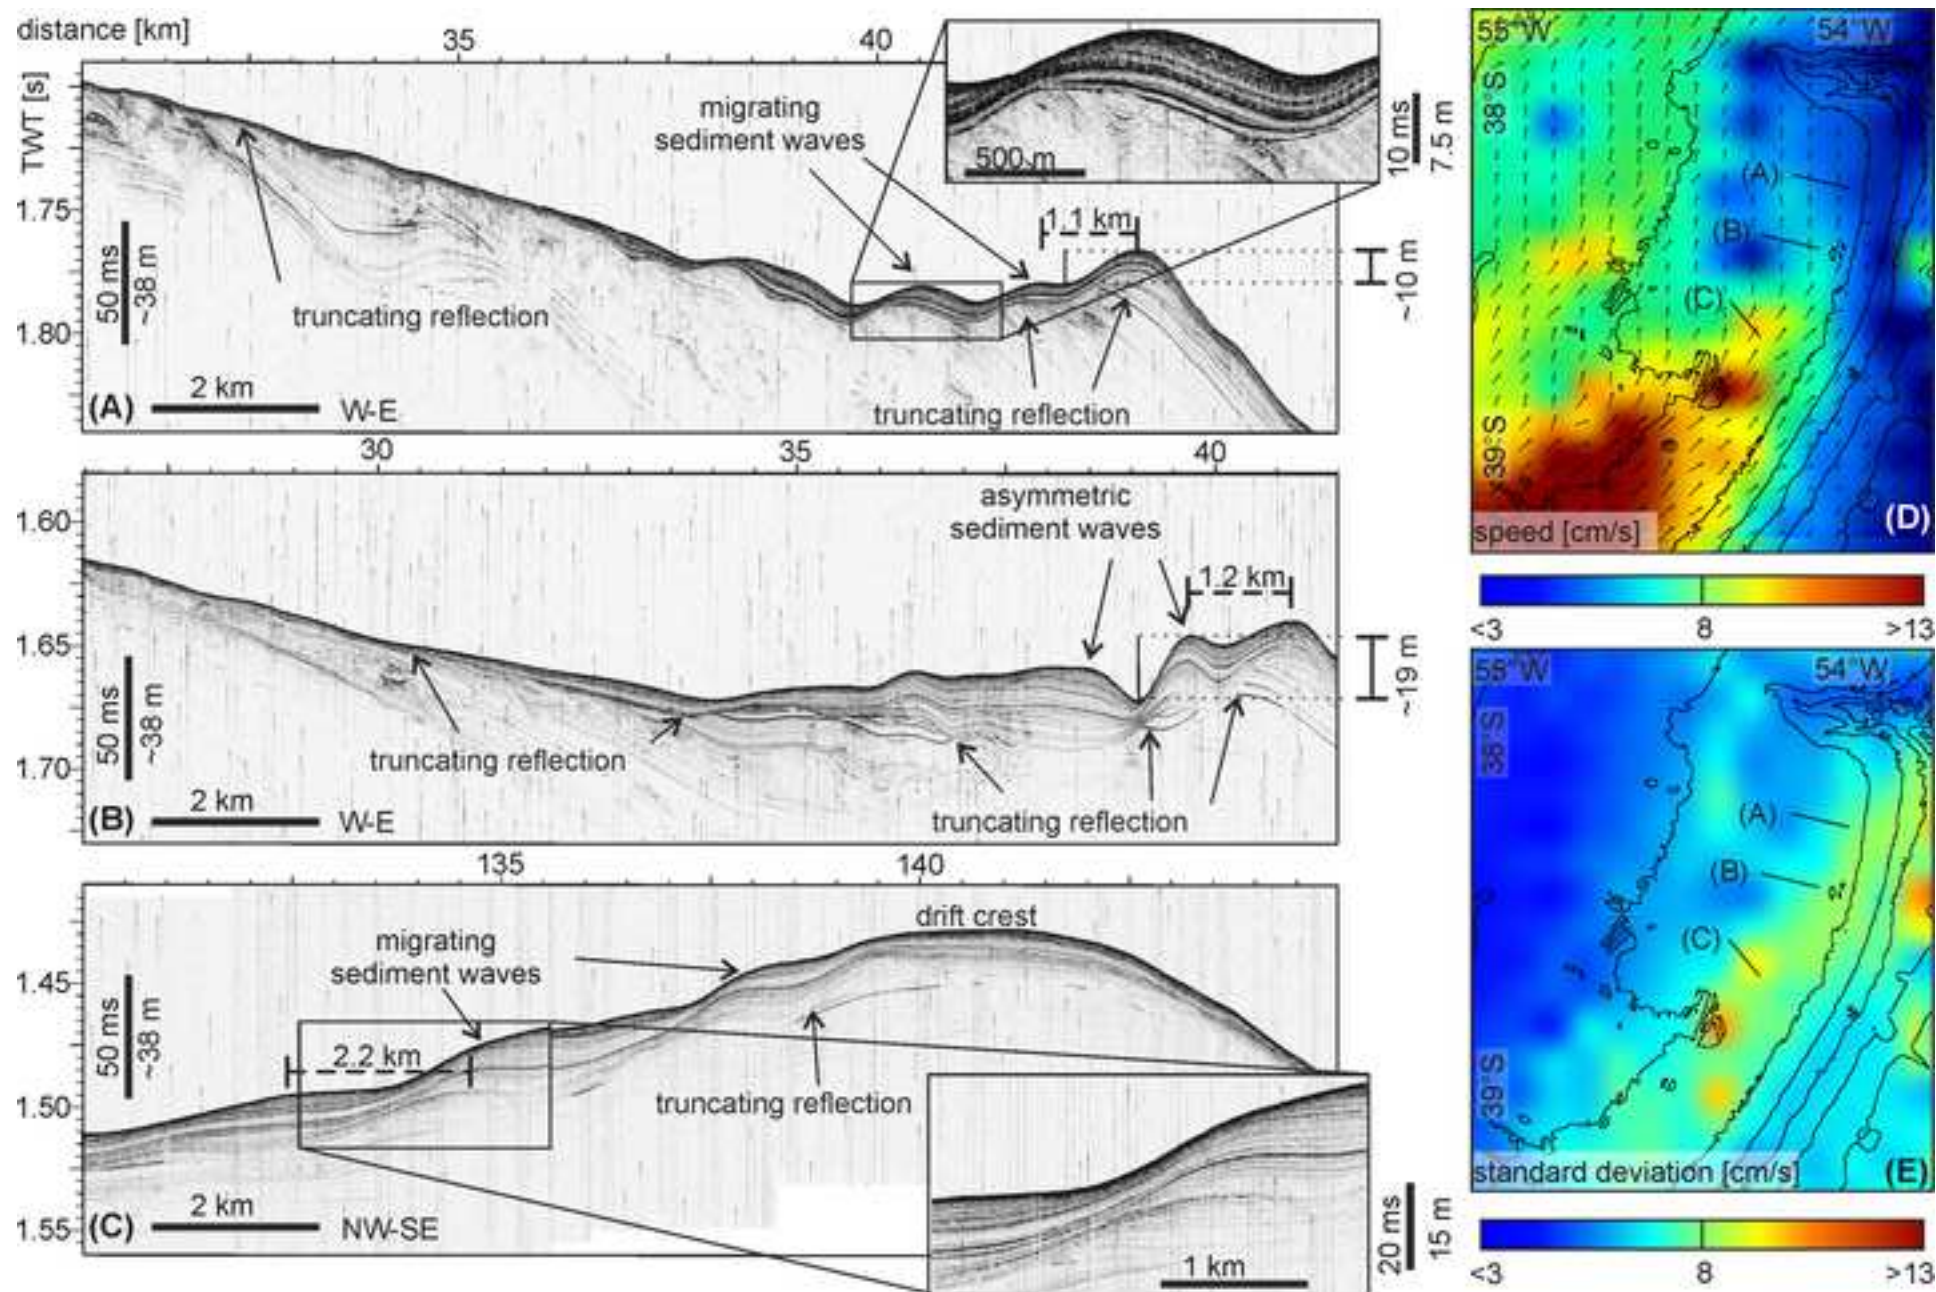 distance [km]
35
40
TWT [s]
1.75
1.80
50 ms
~38 m
truncating reflection
migrating
sediment waves
500 m
10 ms
7.5 m
1.1 km
~10 m
truncating reflection
2 km
(A)
W-E
30
35
40
1.60
1.65
1.70
50 ms
~38 m
asymmetric
sediment waves
1.2 km
~19 m
truncating reflection
truncating reflection
2 km
(B)
W-E
135
140
1.45
1.50
1.55
50 ms
~38 m
migrating
sediment waves
drift crest
2.2 km
truncating reflection
2 km
(C)
NW-SE
1 km
20 ms
15 m
55°W
54°W
38°S
39°S
(A)
(B)
(C)
(D)
speed [cm/s]
<3
8
>13
55°W
54°W
38°S
39°S
(A)
(B)
(C)
standard deviation [cm/s]
(E)
<3
8
>13